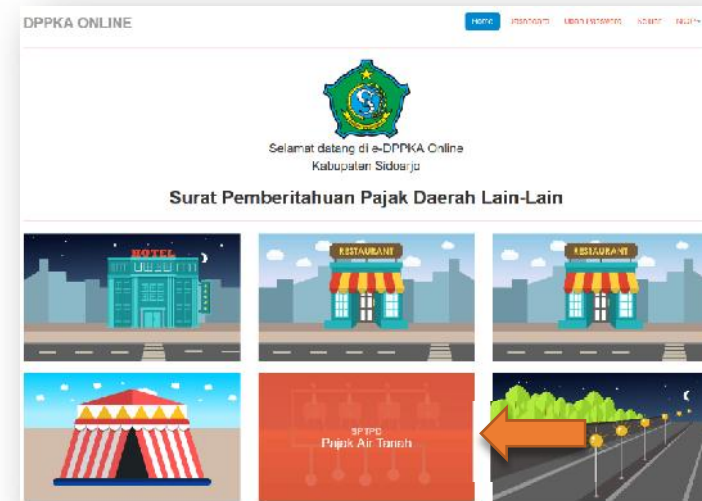 DPPKA ONLINE
Home Dashboard
Selamat datang di e-DPPKA Online
Kabupaten Sidoarjo
Surat Pemberitahuan Pajak Daerah Lain-Lain
HOTEL
RESTAURANT
RESTAURANT
SPTPD
Pajak Air Tanah